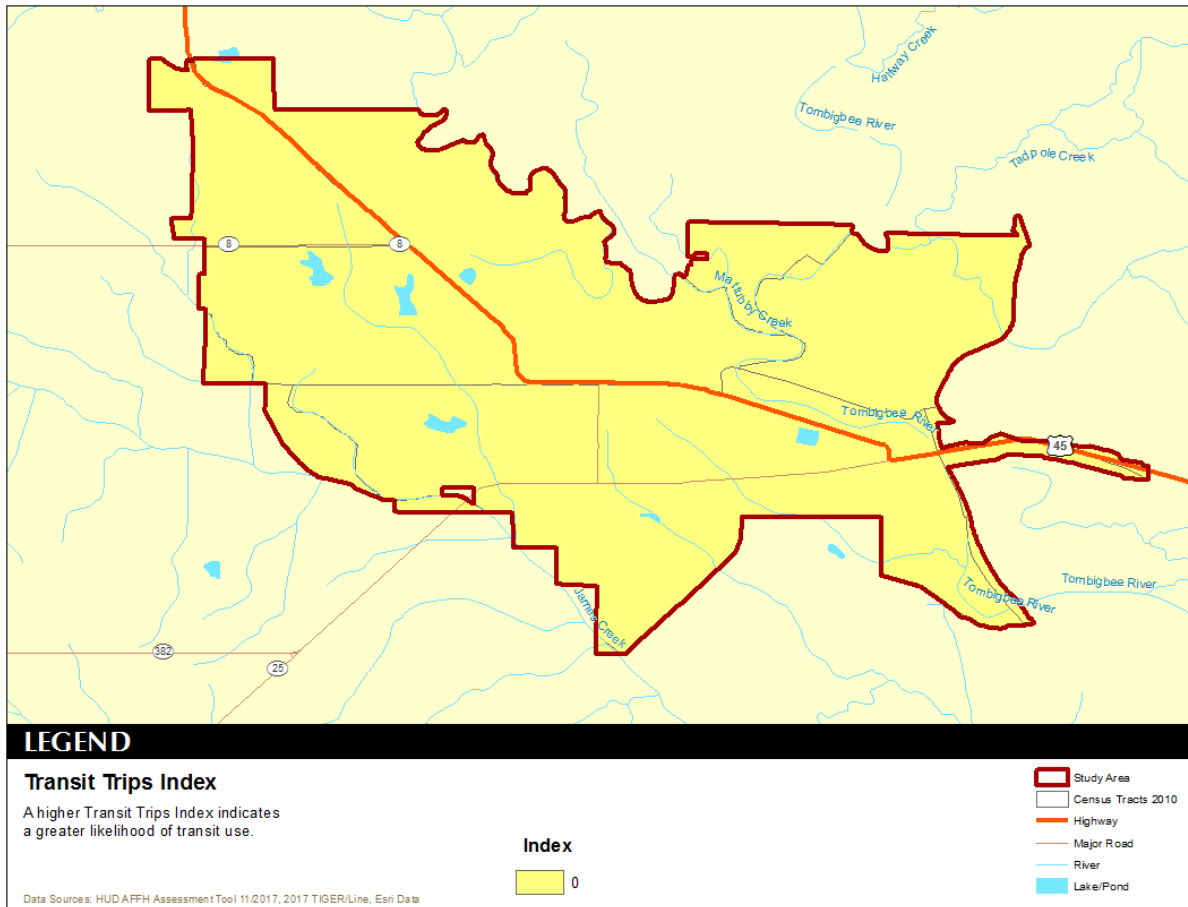 Halfway Creek
Tombigbee River
Tadpole Creek
8
8
Mattubby Creek
Tombigbee River
45
Tombigbee River
Tombigbee River
James Creek
382
25
LEGEND
Transit Trips Index
A higher Transit Trips Index indicates
a greater likelihood of transit use.
Index
0
Study Area
Census Tracts 2010
Highway
Major Road
River
Lake/Pond
Data Sources: HUD AFFH Assessment Tool 11/2017, 2017 TIGER/Line, Esri Data